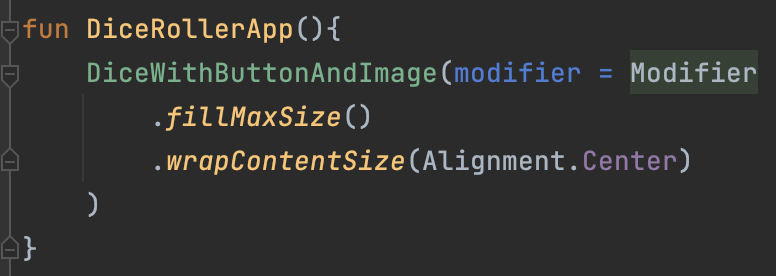 fun DiceRollerApp(){
    DiceWithButtonAndImage(modifier = Modifier
        .fillMaxSize()
        .wrapContentSize(Alignment.Center)
    )
}